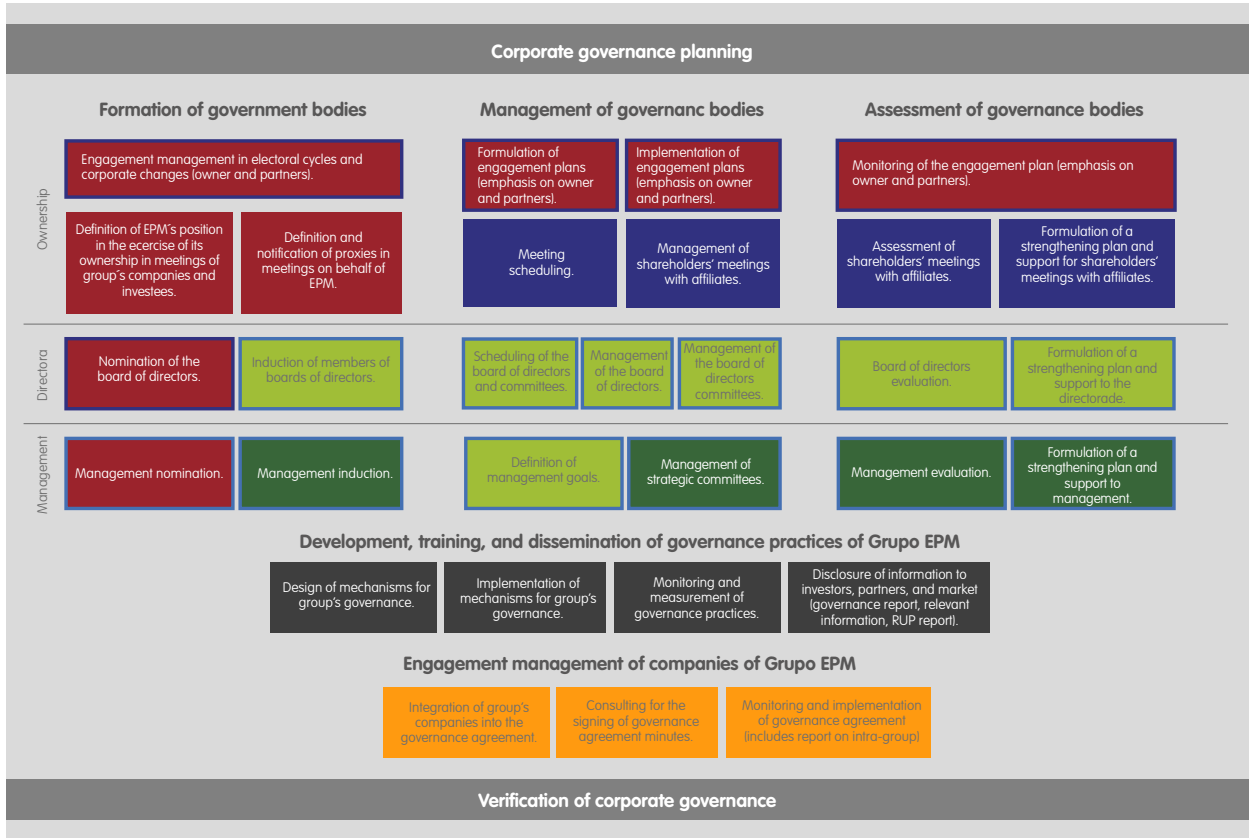 Corporate governance planning
Formation of government bodies
Management of governanc bodies
Assessment of governance bodies
Ownership
Engagement management in electoral cycles and
corporate changes (owner and partners).
Formulation of
engagement plans
(emphasis on owner
and partners).
Implementation of
engagement plans
(emphasis on owner
and partners).
Monitoring of the engagement plan (emphasis on
owner and partners).
Definition of EPM´s position
in the ecercise of its
ownership in meetings of
group´s companies and
investees.
Definition and
notification of proxies in
meetings on behalf of
EPM.
Meeting
scheduling.
Management of
shareholders’ meetings
with affiliates.
Assessment of
shareholders’ meetings
with affiliates.
Formulation of a
strengthening plan and
support for shareholders’
meetings with affiliates.
Directora
Nomination of the
board of directors.
Induction of members of
boards of directors.
Scheduling of the
board of directors
and committees.
Management
of the board
of directors.
Management of
the board of
directors
committees.
Board of directors
evaluation.
Formulation of a
strengthening plan and
support to the
directorade.
Management
Management nomination.
Management induction.
Definition of
management goals.
Management of
strategic committees.
Management evaluation.
Formulation of a
strengthening plan and
support to
management.
Development, training, and dissemination of governance practices of Grupo EPM
Design of mechanisms for
group’s governance.
Implementation of
mechanisms for group’s
governance.
Monitoring and
measurement of
governance practices.
Disclosure of information to
investors, partners, and market
(governance report, relevant
information, RUP report).
Engagement management of companies of Grupo EPM
Integration of group’s
companies into the
governance agreement.
Consulting for the
signing of governance
agreement minutes.
Monitoring and implementation
of governance agreement
(includes report on intra-group)
Verification of corporate governance